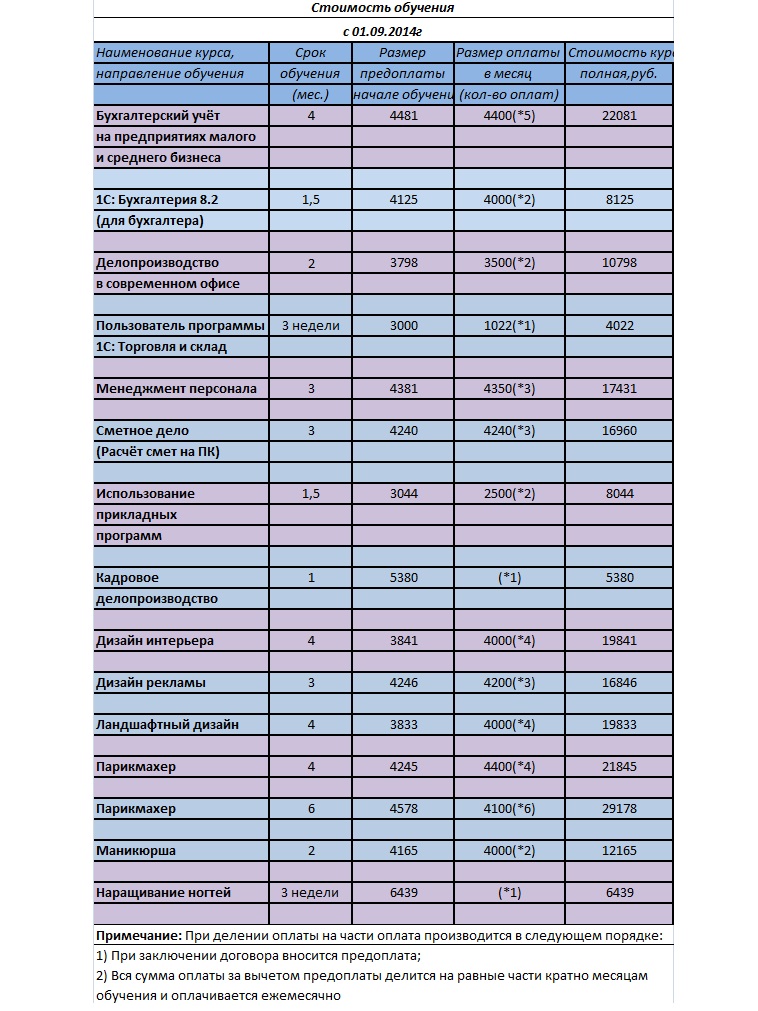 Стоимость обучения
с 01.09.2014г
Наименование курса, Срок Размер Размер оплаты Стоимость кур
направление обучения обучения предоплаты в месяц полная,руб.
(мес.) начале обучени (кол-во оплат)
Бухгалтерский учёт 4 4481 4400(*5) 22081
на предприятиях малого
и среднего бизнеса
1С: Бухгалтерия 8.2 1,5 4125 4000(*2) 8125
(для бухгалтера)
Делопроизводство 2 3798 3500(*2) 10798
в современном офисе
Пользователь программы 3 недели 3000 1022(*1) 4022
1С: Торговля и склад
Менеджмент персонала 3 4381 4350(*3) 17431
Сметное дело 3 4240 4240(*3) 16960
(Расчёт смет на ПК)
Использование 1,5 3044 2500(*2) 8044
прикладных
программ
Кадровое 1 5380 (*1) 5380
делопроизводство
Дизайн интерьера 4 3841 4000(*4) 19841
Дизайн рекламы 3 4246 4200(*3) 16846
Ландшафтный дизайн 4 3833 4000(*4) 19833
Парикмахер 4 4245 4400(*4) 21845
Парикмахер 6 4578 4100(*6) 29178
Маникюрша 2 4165 4000(*2) 12165
Наращивание ногтей 3 недели 6439 (*1) 6439
Примечание: При делении оплаты на части оплата производится в следующем порядке:
1) При заключении договора вносится предоплата;
2) Вся сумма оплаты за вычетом предоплаты делится на равные части кратно месяцам
обучения и оплачивается ежемесячно